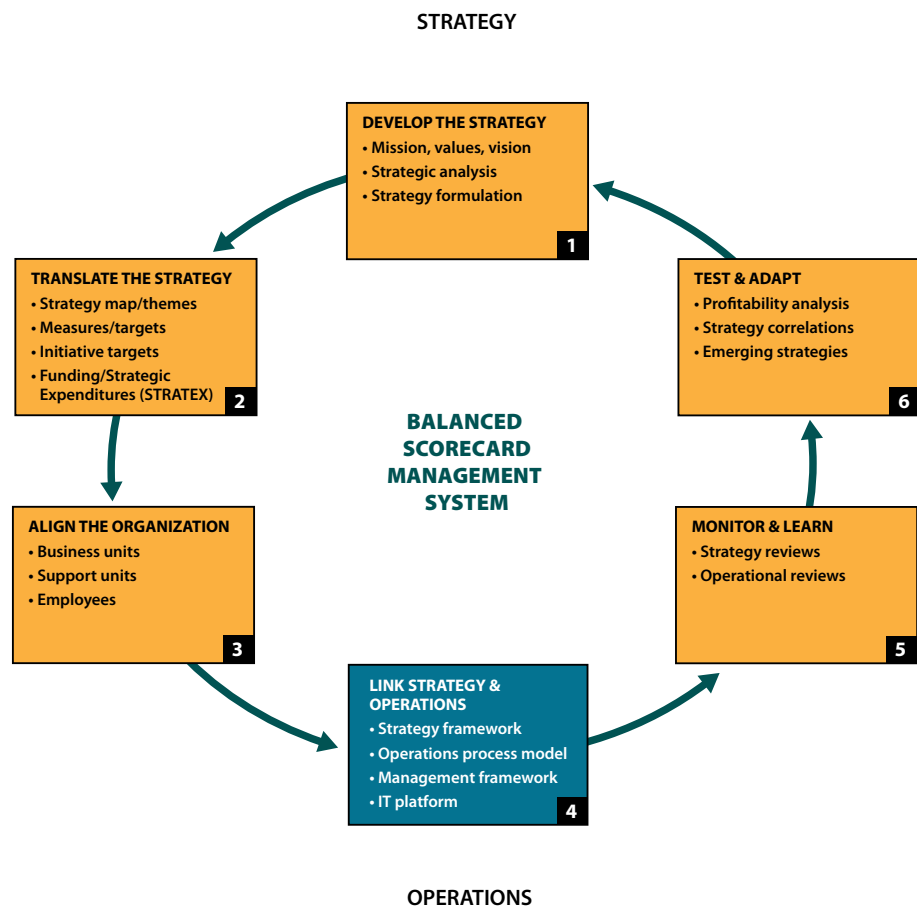 STRATEGY
DEVELOP THE STRATEGY
• Mission, values, vision
• Strategic analysis
• Strategy formulation
1
TRANSLATE THE STRATEGY
• Strategy map/themes
• Measures/targets
• Initiative targets
• Funding/Strategic
Expenditures (STRATEX)
2
TEST & ADAPT
• Profitability analysis
• Strategy correlations
• Emerging strategies
6
BALANCED
SCORECARD
MANAGEMENT
SYSTEM
ALIGN THE ORGANIZATION
• Business units
• Support units
• Employees
3
MONITOR & LEARN
• Strategy reviews
• Operational reviews
5
LINK STRATEGY &
OPERATIONS
• Strategy framework
• Operations process model
• Management framework
• IT platform
4
OPERATIONS